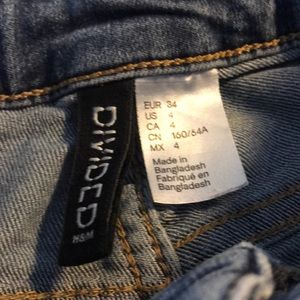 DIVIDED
H&M
EUR 34
US 4
CA 4
CN 160/64A
MX 4
Made in
Bangladesh
Fabriqué en
Bangladesh